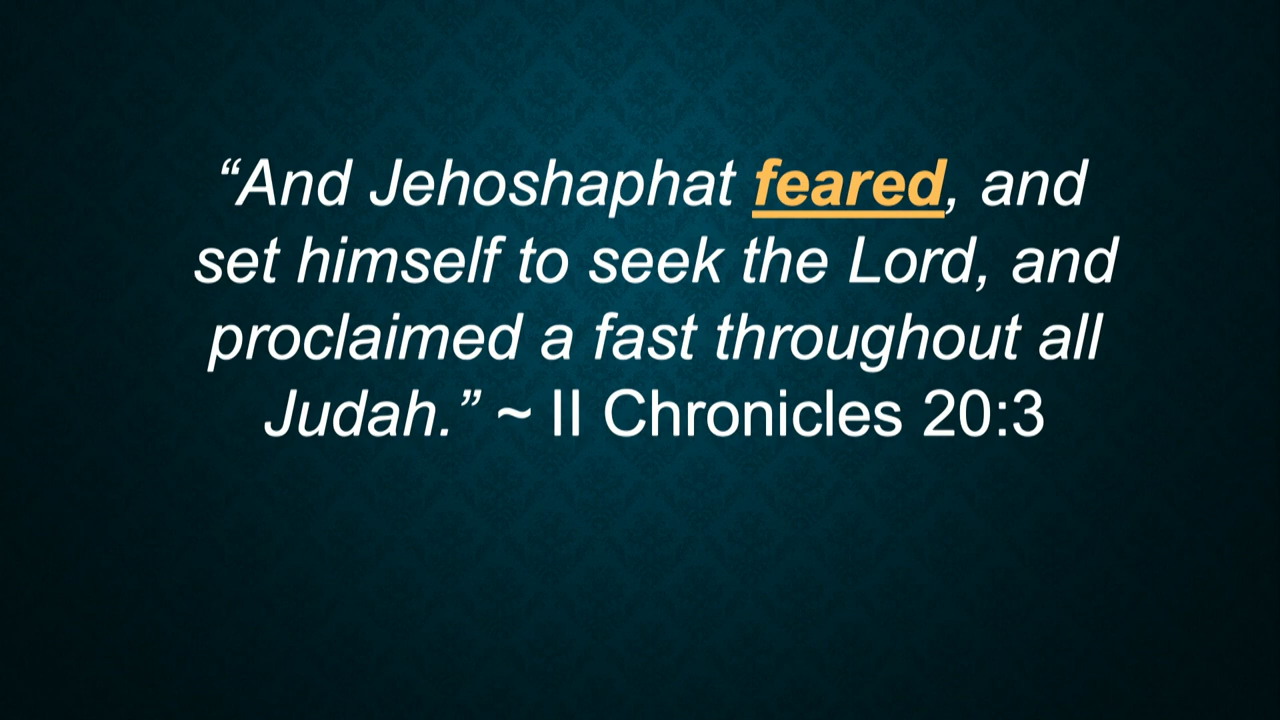 “And Jehoshaphat feared, and
set himself to seek the Lord, and
proclaimed a fast throughout all
Judah.” ~ II Chronicles 20:3